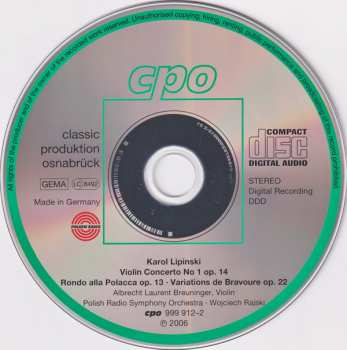 All rights of the producer and of the owner of the recorded work reserved. Unauthorised copying, hiring, renting, public performance and broadcasting of this record prohibited.
cpo
classic
produktion
osnabrück
COMPACT
disc
DIGITAL AUDIO
GEMA
LC 8492
STEREO
Digital Recording
DDD
Made in Germany
POLSKIE RADIO
Karol Lipinski
Violin Concerto No 1 op. 14
Rondo alla Polacca op. 13 · Variations de Bravoure op. 22
Albrecht Laurent Breuninger, Violin
Polish Radio Symphony Orchestra · Wojciech Rajski
cpo 999 912–2
℗ 2006